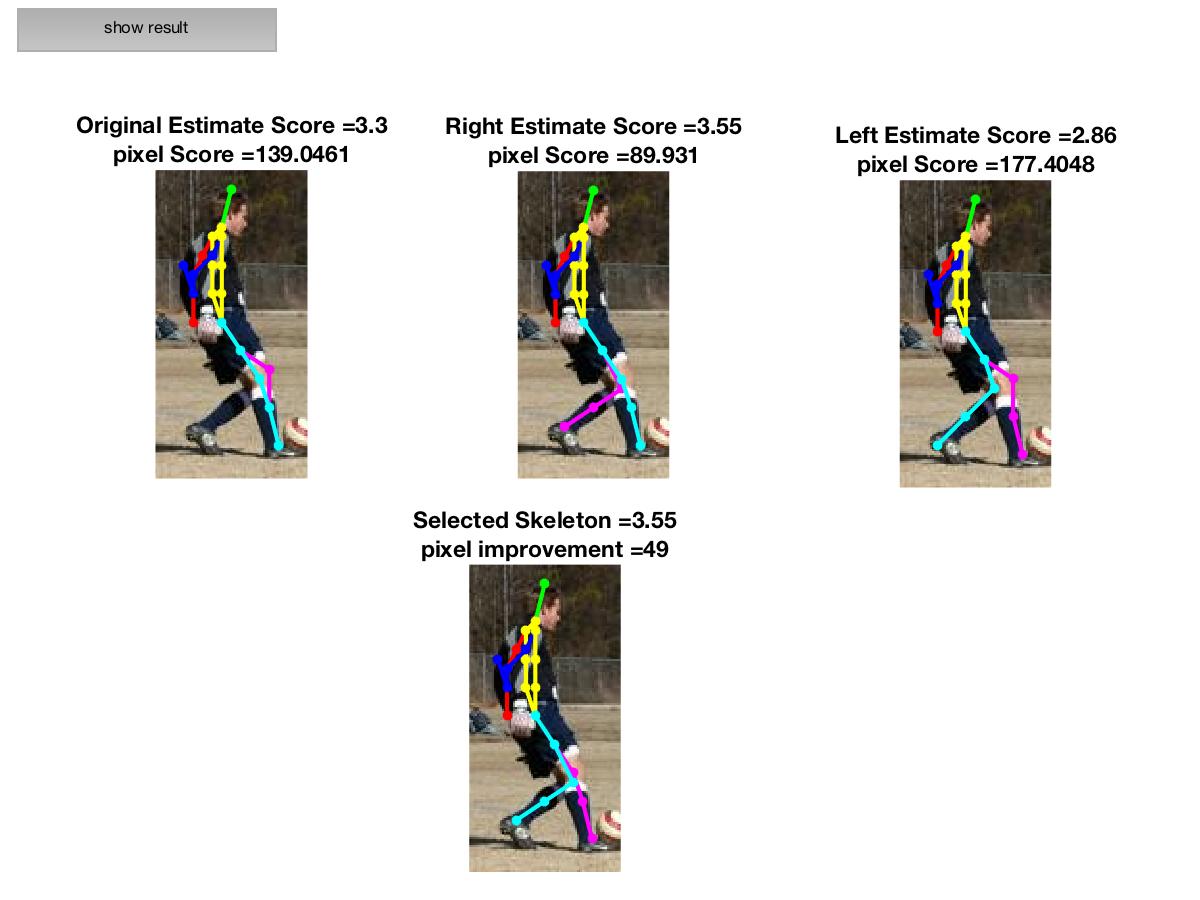 show result
Original Estimate Score =3.3
pixel Score =139.0461
Right Estimate Score =3.55
pixel Score =89.931
Left Estimate Score =2.86
pixel Score =177.4048
Selected Skeleton =3.55
pixel improvement =49